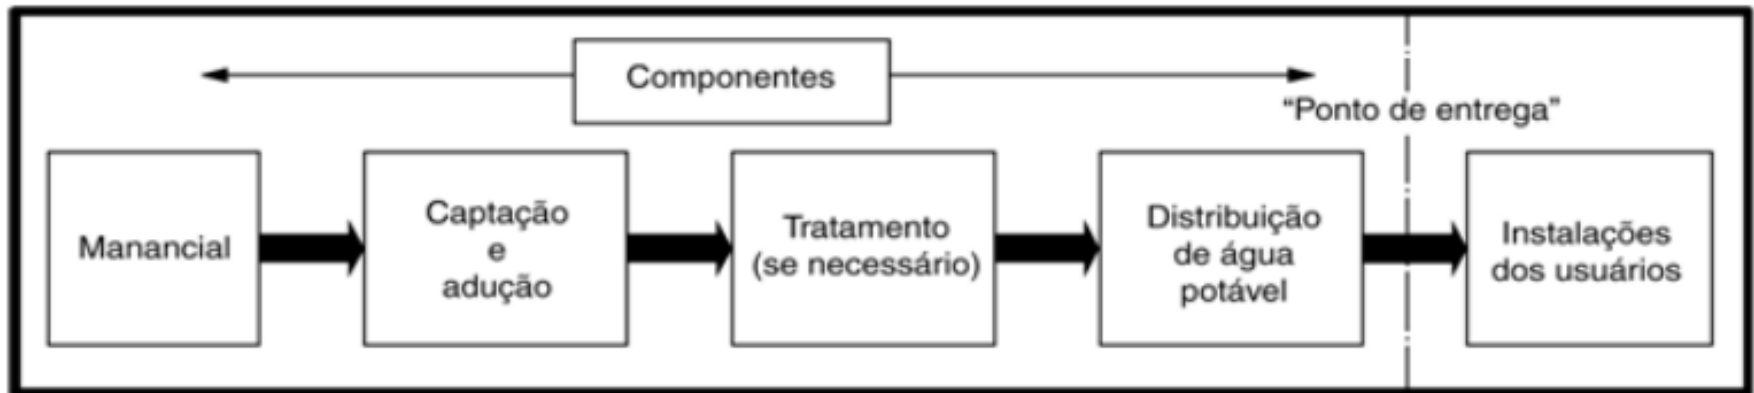 Componentes
“Ponto de entrega”
Manancial
Captação
e
adução
Tratamento
(se necessário)
Distribuição
de água
potável
Instalações
dos usuários